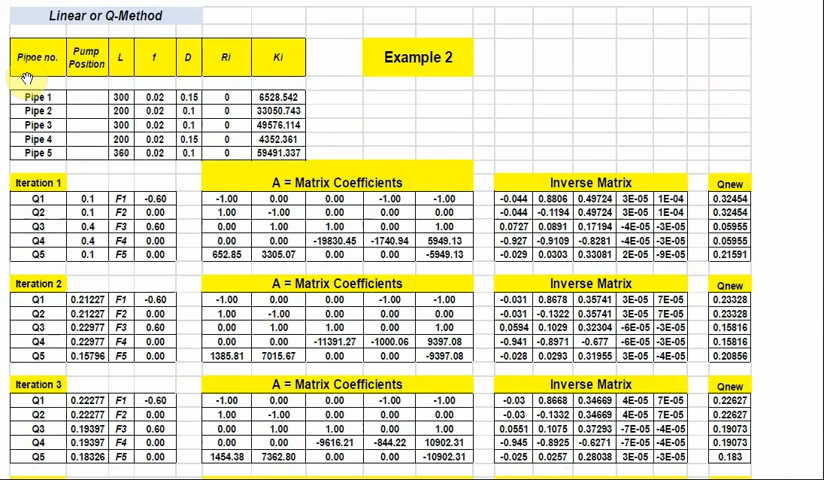 Linear or Q-Method
Pipoe no. Pump Position L f D Ri Ki
Example 2
Pipe 1 300 0.02 0.15 0 6528.542
Pipe 2 200 0.02 0.1 0 33050.743
Pipe 3 300 0.02 0.1 0 49576.114
Pipe 4 200 0.02 0.15 0 4352.361
Pipe 5 360 0.02 0.1 0 59491.337
Iteration 1 A = Matrix Coefficients Inverse Matrix Qnew
Q1 0.1 F1 -0.60 -1.00 0.00 0.00 -1.00 -1.00 -0.044 0.8806 0.49724 3E-05 1E-04 0.32454
Q2 0.1 F2 0.00 1.00 -1.00 0.00 0.00 0.00 -0.044 -0.1194 0.49724 3E-05 1E-04 0.32454
Q3 0.4 F3 0.60 0.00 1.00 1.00 0.00 1.00 0.0727 0.0891 0.17194 -4E-05 -3E-05 0.05955
Q4 0.4 F4 0.00 0.00 0.00 -19830.45 -1740.94 5949.13 -0.927 -0.9109 -0.8281 -4E-05 -3E-05 0.05955
Q5 0.1 F5 0.00 652.85 3305.07 0.00 0.00 -5949.13 -0.029 0.0303 0.33081 2E-05 -9E-05 0.21591
Iteration 2 A = Matrix Coefficients Inverse Matrix Qnew
Q1 0.21227 F1 -0.60 -1.00 0.00 0.00 -1.00 -1.00 -0.031 0.8678 0.35741 3E-05 7E-05 0.23328
Q2 0.21227 F2 0.00 1.00 -1.00 0.00 0.00 0.00 -0.031 -0.1322 0.35741 3E-05 7E-05 0.23328
Q3 0.22977 F3 0.60 0.00 1.00 1.00 0.00 1.00 0.0594 0.1029 0.32304 -6E-05 -3E-05 0.15816
Q4 0.22977 F4 0.00 0.00 0.00 -11391.27 -1000.06 9397.08 -0.941 -0.8971 -0.677 -6E-05 -3E-05 0.15816
Q5 0.15796 F5 0.00 1385.81 7015.67 0.00 0.00 -9397.08 -0.028 0.0293 0.31955 3E-05 -4E-05 0.20856
Iteration 3 A = Matrix Coefficients Inverse Matrix Qnew
Q1 0.22277 F1 -0.60 -1.00 0.00 0.00 -1.00 -1.00 -0.03 0.8668 0.34669 4E-05 7E-05 0.22627
Q2 0.22277 F2 0.00 1.00 -1.00 0.00 0.00 0.00 -0.03 -0.1332 0.34669 4E-05 7E-05 0.22627
Q3 0.19397 F3 0.60 0.00 1.00 1.00 0.00 1.00 0.0551 0.1075 0.37293 -7E-05 -4E-05 0.19073
Q4 0.19397 F4 0.00 0.00 0.00 -9616.21 -844.22 10902.31 -0.945 -0.8925 -0.6271 -7E-05 -4E-05 0.19073
Q5 0.18326 F5 0.00 1454.38 7362.80 0.00 0.00 -10902.31 -0.025 0.0257 0.28038 3E-05 -3E-05 0.183